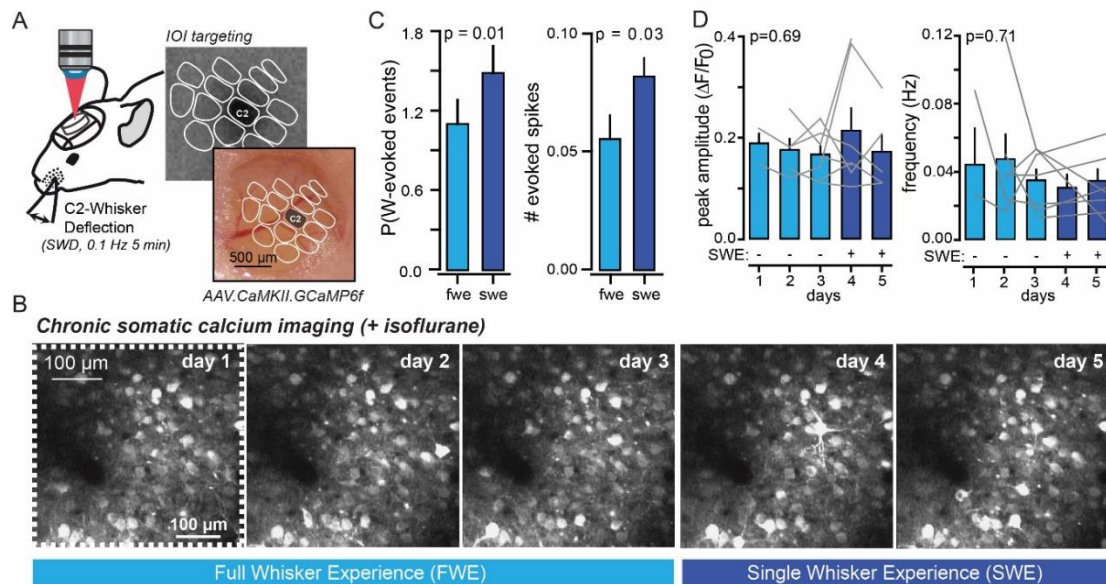 A
IOI targeting
C2
C2-Whisker
Deflection
(SWD, 0.1 Hz 5 min)
C2
500 µm
AAV.CaMKII.GCaMP6f
C
P(W-evoked events)
1.8
1.2
0.6
0.0
p = 0.01
fwe
swe
# evoked spikes
0.10
0.05
0.00
p = 0.03
fwe
swe
D
peak amplitude (ΔF/F0)
0.4
0.2
0.0
p=0.69
SWE: - - - + +
1 2 3 4 5
days
frequency (Hz)
0.12
0.08
0.04
0.00
p=0.71
SWE: - - - + +
1 2 3 4 5
days
B
Chronic somatic calcium imaging (+ isoflurane)
100 µm
day 1
day 2
day 3
day 4
day 5
100 µm
Full Whisker Experience (FWE)
Single Whisker Experience (SWE)